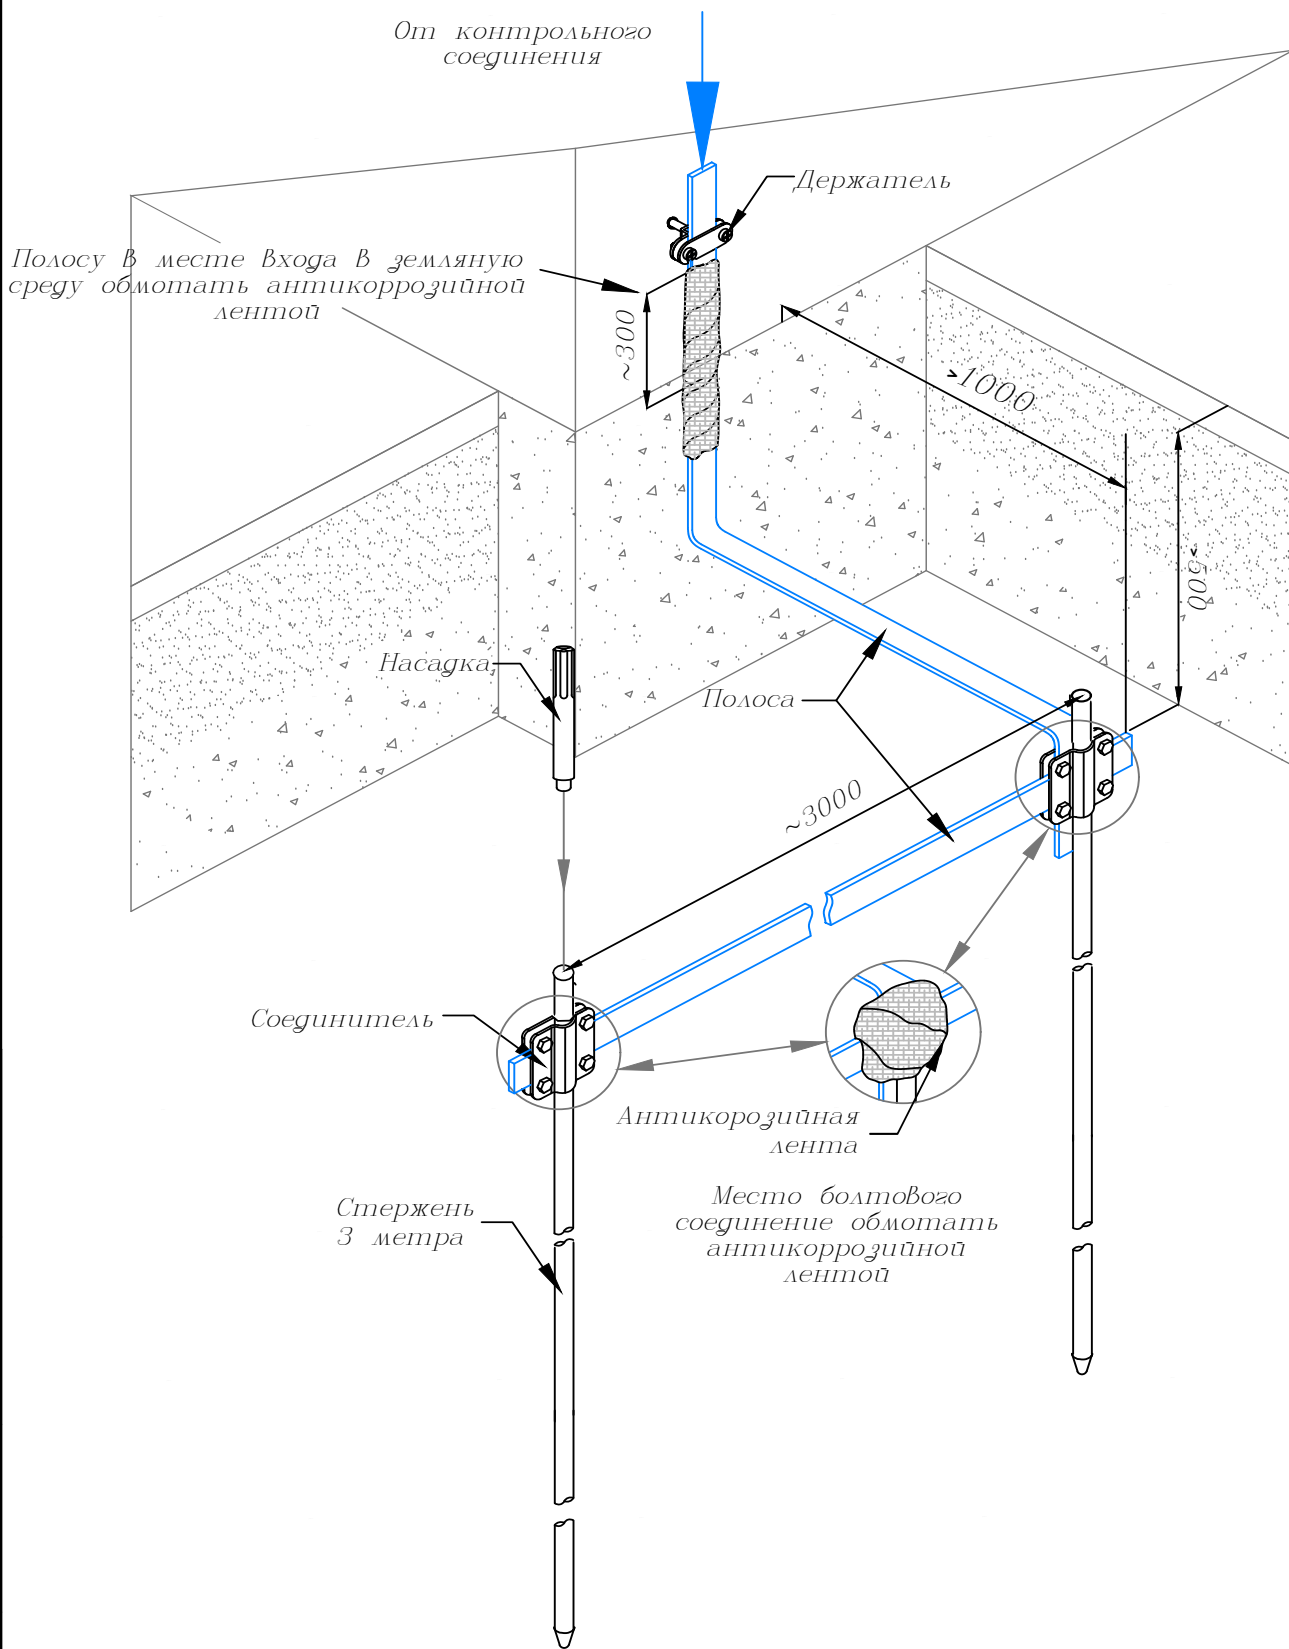 От контрольного
соединения
Держатель
Полосу в месте входа в земляную
среду обмотать антикоррозийной
лентой
~300
>1000
>500
Насадка
Полоса
~3000
Соединитель
Антикорозийная
лента
Стержень
3 метра
Место болтового
соединение обмотать
антикоррозийной
лентой